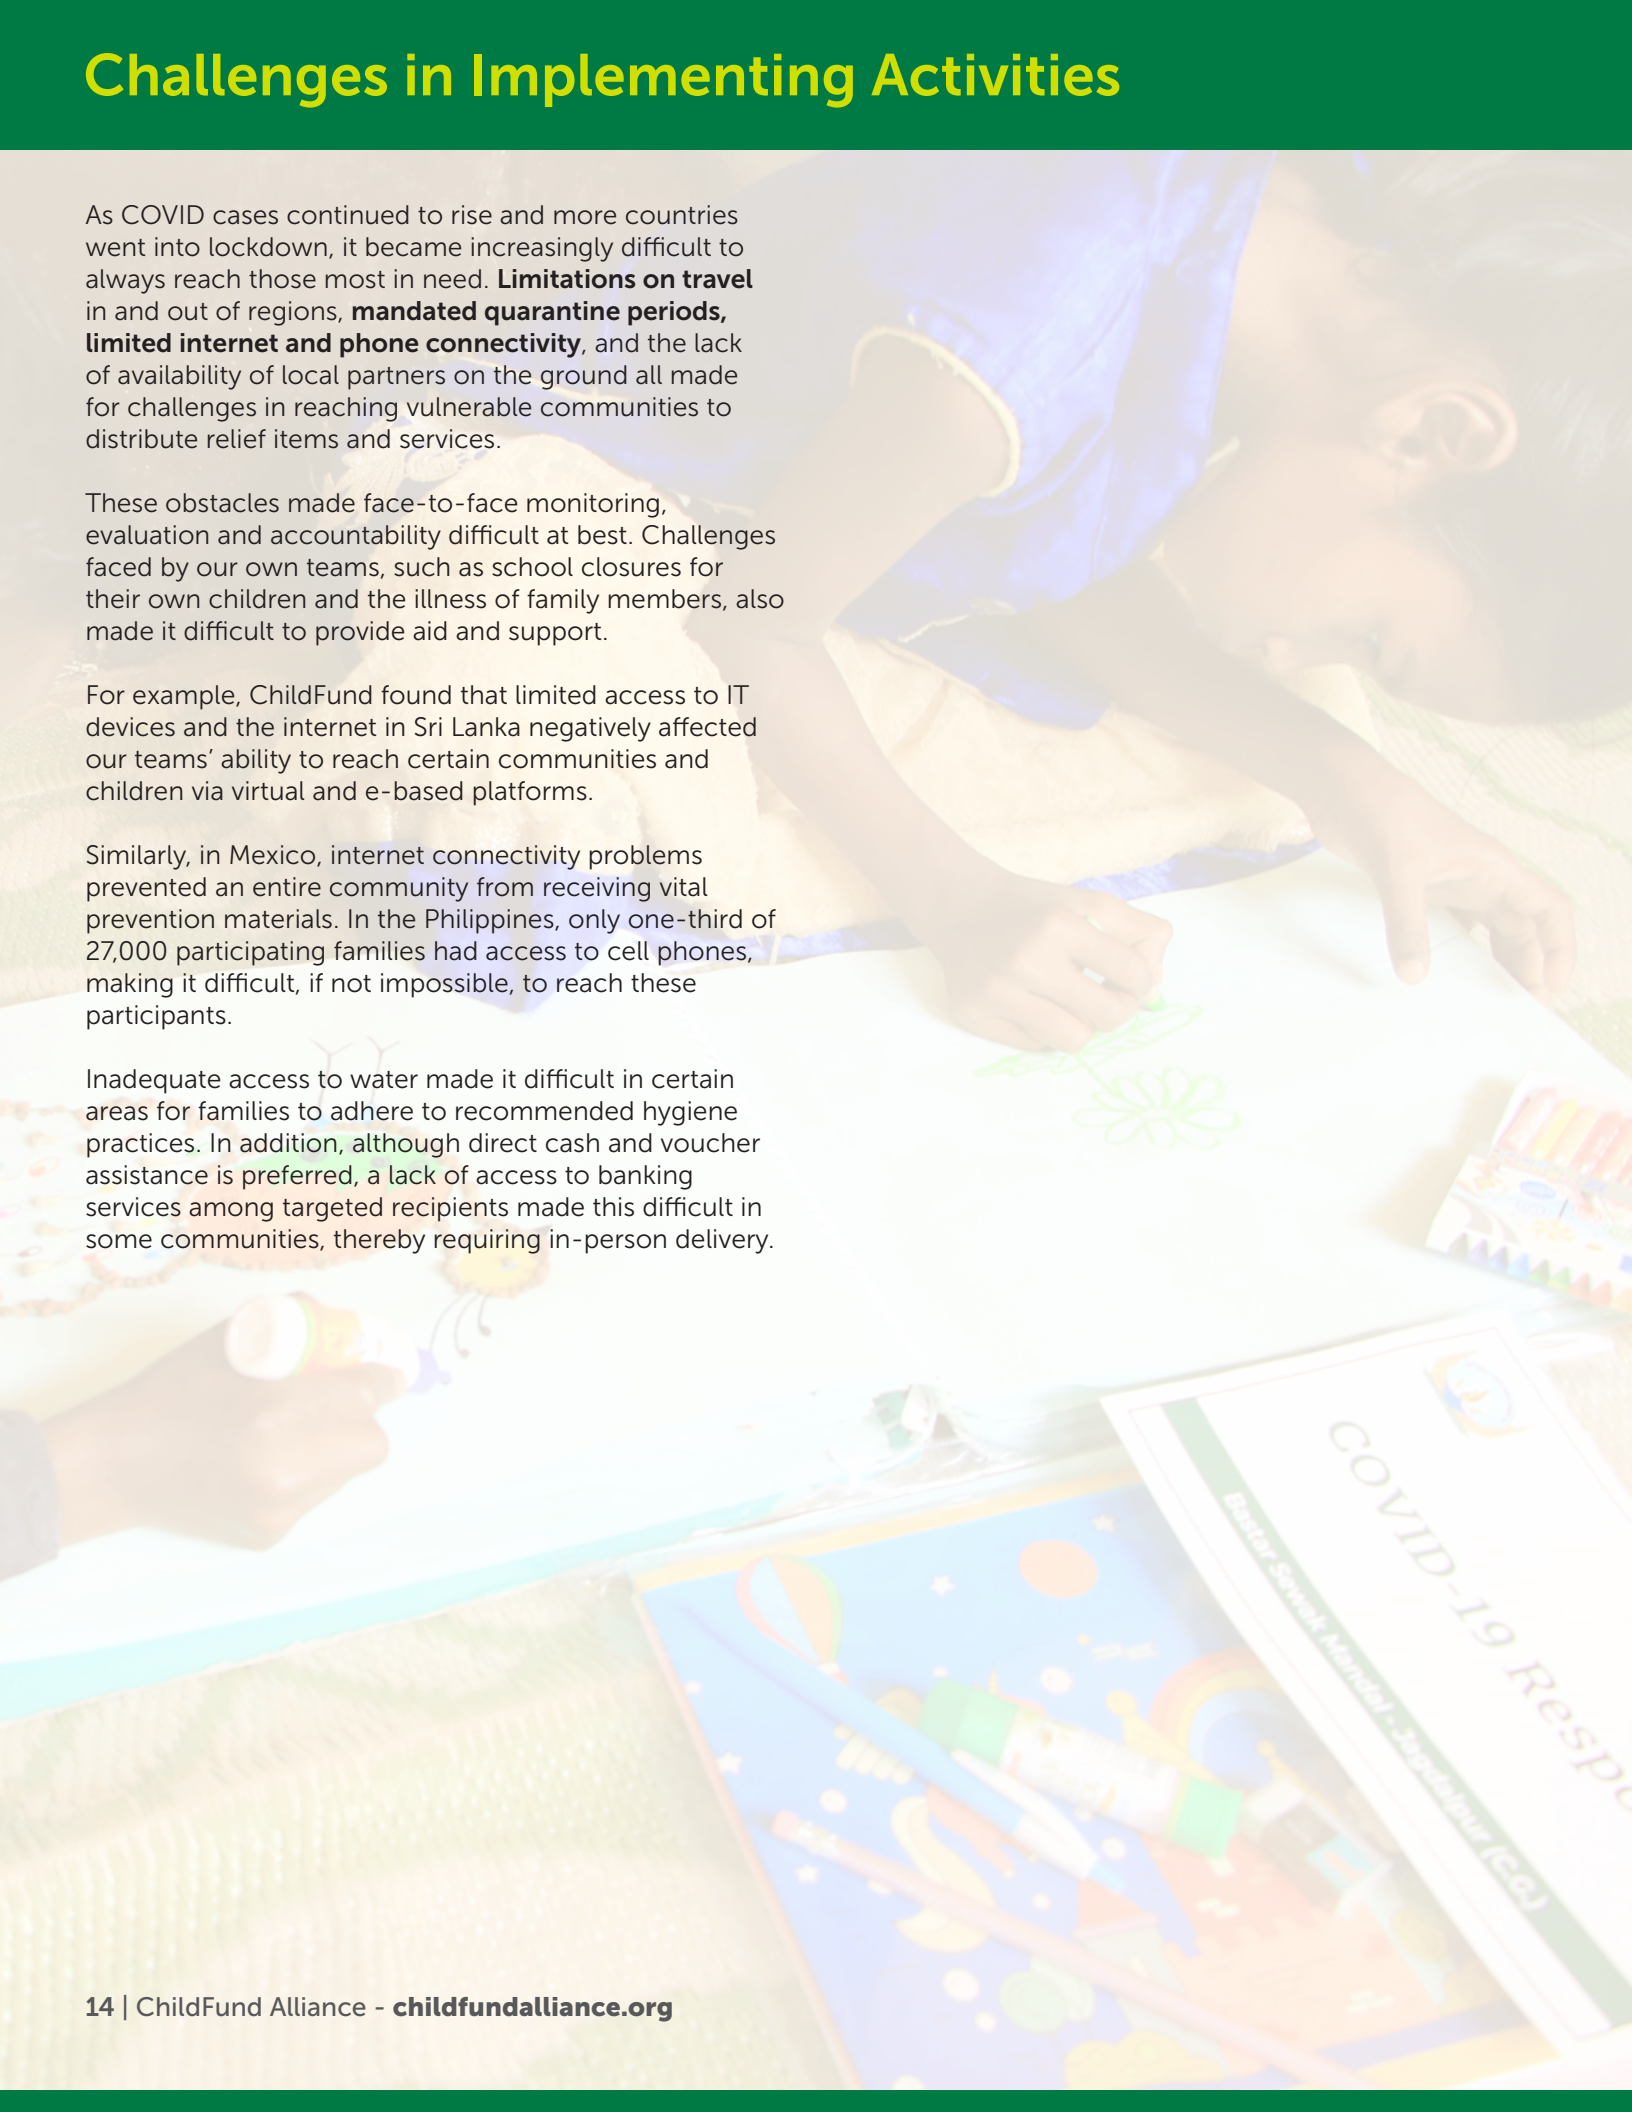 Challenges in Implementing Activities
As COVID cases continued to rise and more countries
went into lockdown, it became increasingly difficult to
always reach those most in need. Limitations on travel
in and out of regions, mandated quarantine periods,
limited internet and phone connectivity, and the lack
of availability of local partners on the ground all made
for challenges in reaching vulnerable communities to
distribute relief items and services.
These obstacles made face-to-face monitoring,
evaluation and accountability difficult at best. Challenges
faced by our own teams, such as school closures for
their own children and the illness of family members, also
made it difficult to provide aid and support.
For example, ChildFund found that limited access to IT
devices and the internet in Sri Lanka negatively affected
our teams’ ability to reach certain communities and
children via virtual and e-based platforms.
Similarly, in Mexico, internet connectivity problems
prevented an entire community from receiving vital
prevention materials. In the Philippines, only one-third of
27,000 participating families had access to cell phones,
making it difficult, if not impossible, to reach these
participants.
Inadequate access to water made it difficult in certain
areas for families to adhere to recommended hygiene
practices. In addition, although direct cash and voucher
assistance is preferred, a lack of access to banking
services among targeted recipients made this difficult in
some communities, thereby requiring in-person delivery.
COVID-19 Respo
Bastar Sewak Mandal - Jagdalpur (C.G.)
14 | ChildFund Alliance - childfundalliance.org